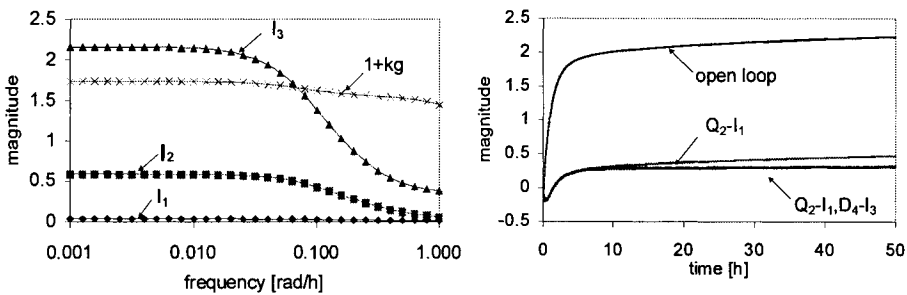 2.5
2
1.5
1
0.5
0
magnitude
I3
1+kg
I2
I1
0.001
0.010
0.100
1.000
frequency [rad/h]
2.5
2
1.5
1
0.5
0
-0.5
magnitude
open loop
Q2-I1
Q2-I1,D4-I3
0
10
20
30
40
50
time [h]